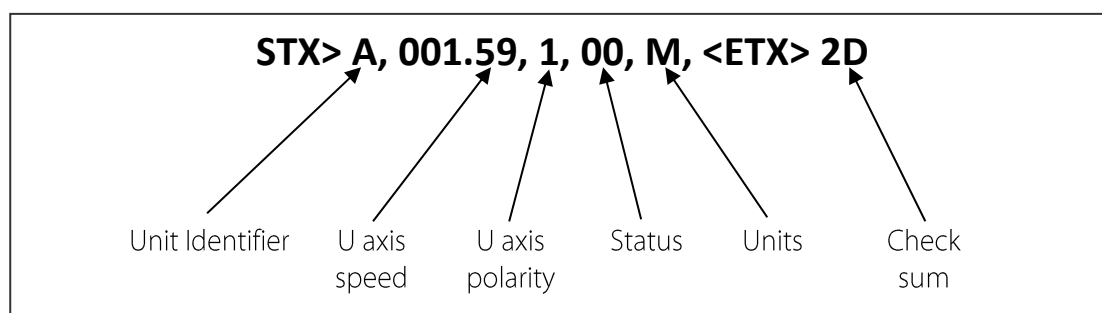 STX> A, 001.59, 1, 00, M, <ETX> 2D
Unit Identifier
U axis
speed
U axis
polarity
Status
Units
Check
sum